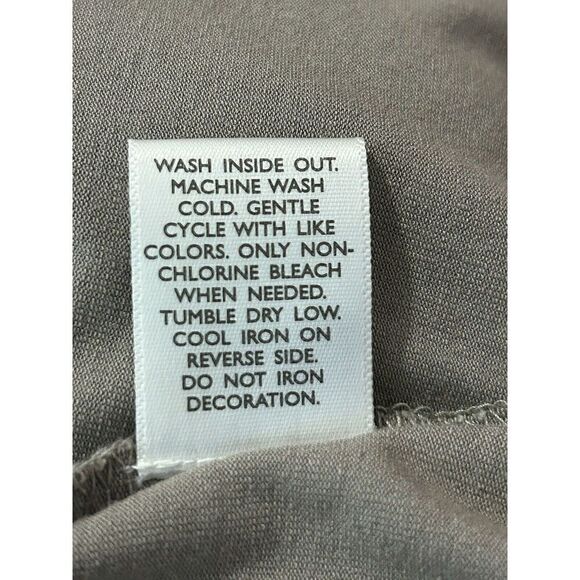 WASH INSIDE OUT.
MACHINE WASH
COLD. GENTLE
CYCLE WITH LIKE
COLORS. ONLY NON-
CHLORINE BLEACH
WHEN NEEDED.
TUMBLE DRY LOW.
COOL IRON ON
REVERSE SIDE.
DO NOT IRON
DECORATION.